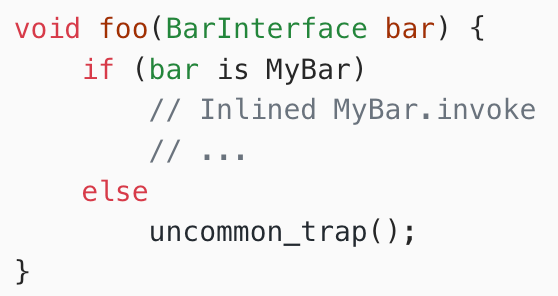 void foo(BarInterface bar) {
    if (bar is MyBar)
        // Inlined MyBar.invoke
        // ...
    else
        uncommon_trap();
}